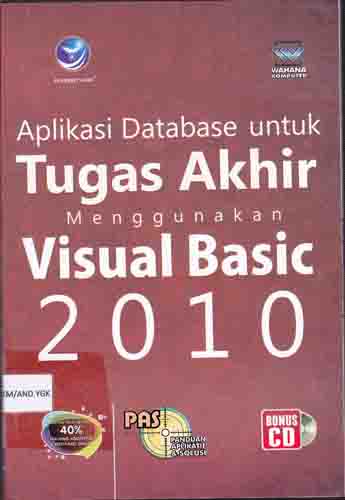 WAHANA
KOMPUTER
Aplikasi Database untuk
Tugas Akhir
Menggunakan
Visual Basic
2010
EM/AND,YGK
40%
PAS
PANDUAN
APLIKATIF
& SOLUSI
BONUS
CD